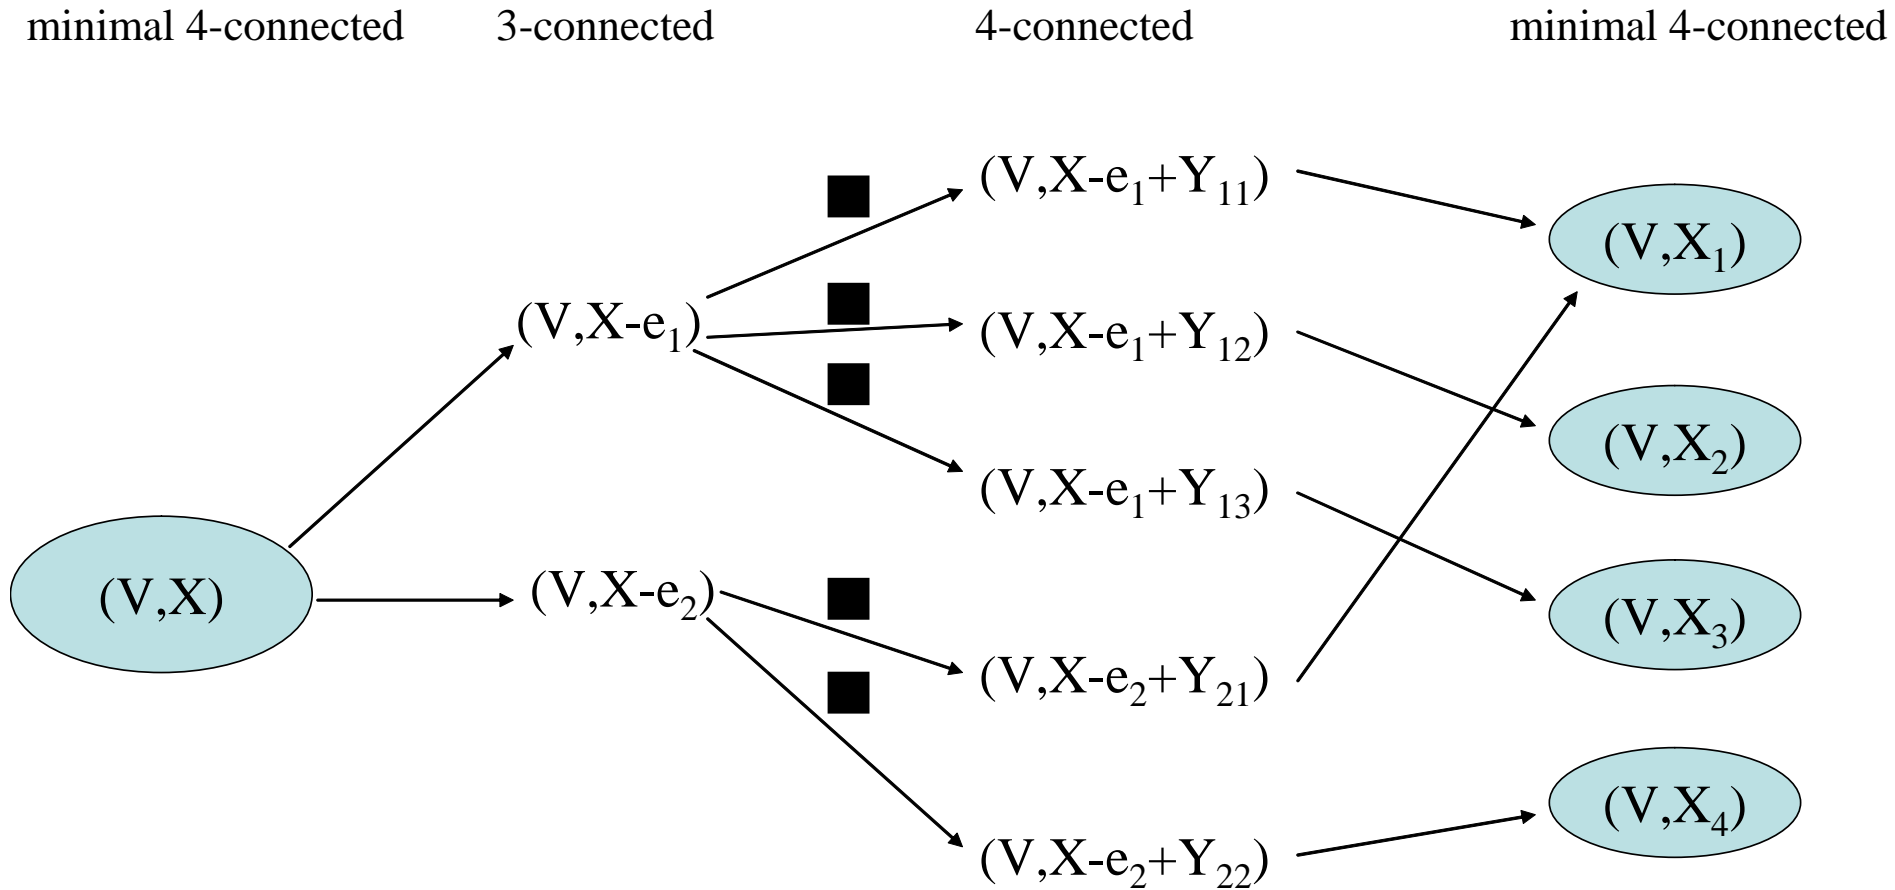 minimal 4-connected 3-connected 4-connected minimal 4-connected
(V,X-e₁+Y₁₁)
(V,X₁)
(V,X-e₁)
(V,X-e₁+Y₁₂)
(V,X₂)
(V,X-e₁+Y₁₃)
(V,X)
(V,X-e₂)
(V,X₃)
(V,X-e₂+Y₂₁)
(V,X₄)
(V,X-e₂+Y₂₂)